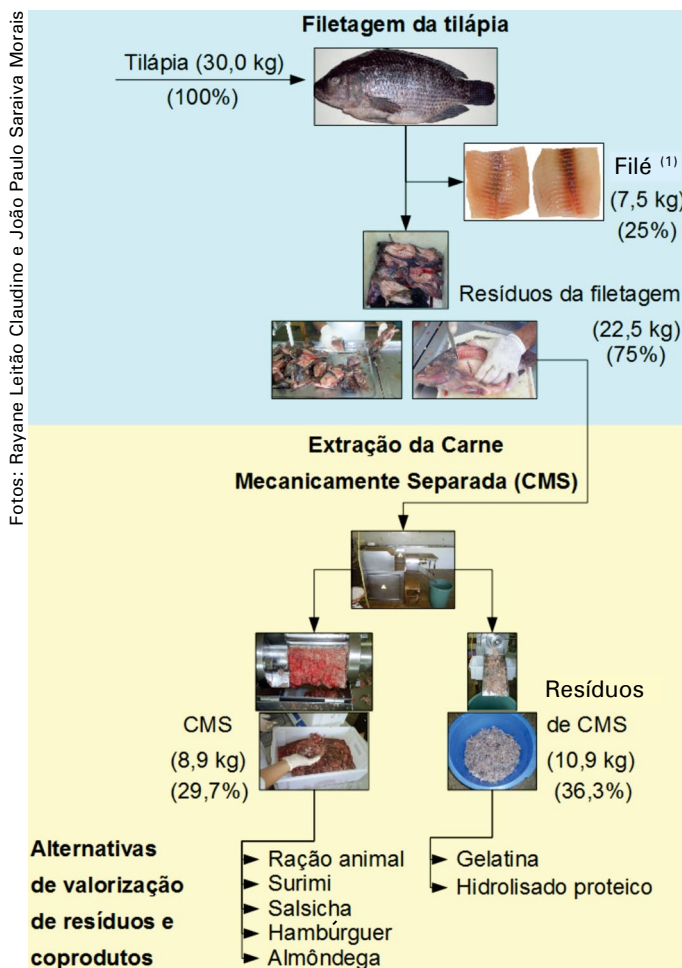 Fotos: Rayane Leitão Claudino e João Paulo Saraiva Morais
Filetagem da tilápia
Tilápia (30,0 kg)
(100%)
Filé (1)
(7,5 kg)
(25%)
Resíduos da filetagem
(22,5 kg)
(75%)
Extração da Carne
Mecanicamente Separada (CMS)
CMS
(8,9 kg)
(29,7%)
Resíduos
de CMS
(10,9 kg)
(36,3%)
Alternativas
de valorização
de resíduos e
coprodutos
Ração animal
Surimi
Salsicha
Hambúrguer
Almôndega
Gelatina
Hidrolisado proteico